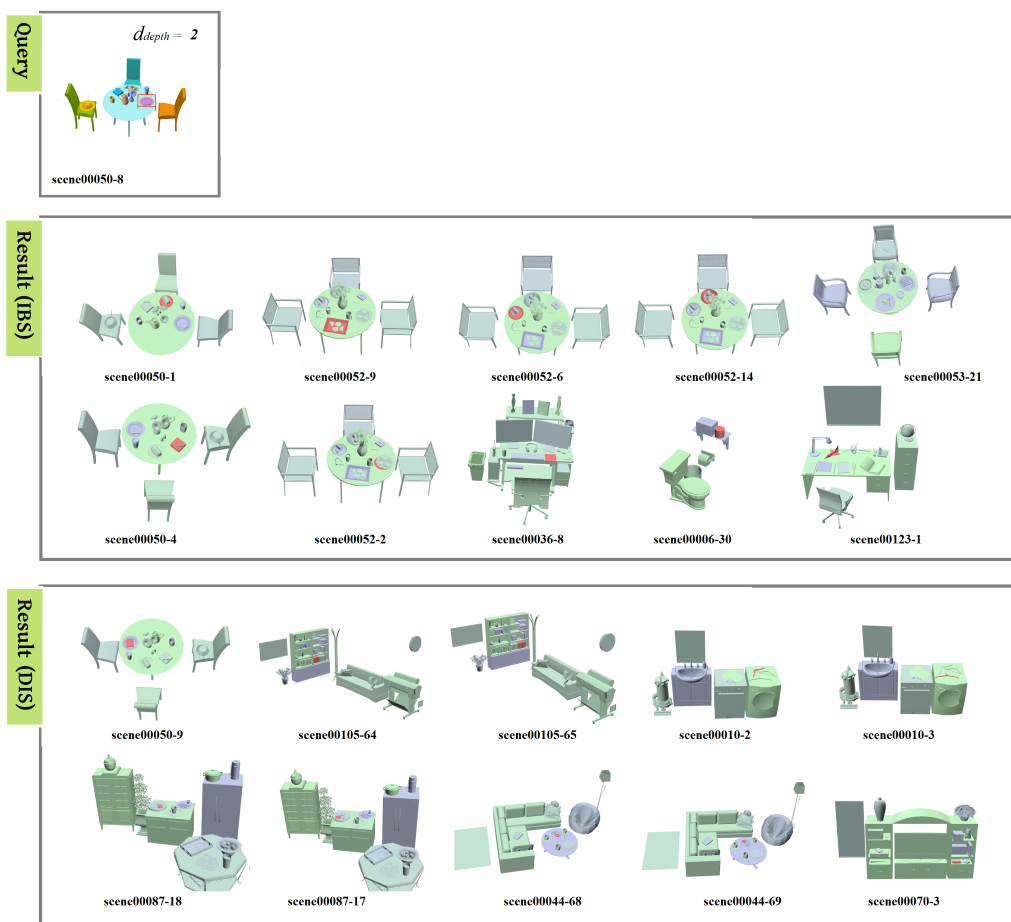 Query
d depth = 2
scene00050-8
Result (IBS)
scene00050-1
scene00052-9
scene00052-6
scene00052-14
scene00053-21
scene00050-4
scene00052-2
scene00036-8
scene00006-30
scene00123-1
Result (DIS)
scene00050-9
scene00105-64
scene00105-65
scene00010-2
scene00010-3
scene00087-18
scene00087-17
scene00044-68
scene00044-69
scene00070-3